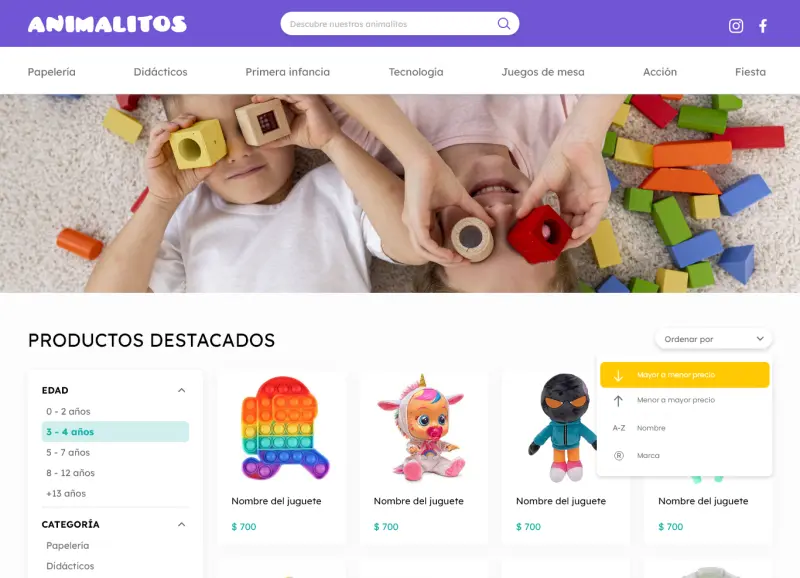 ANIMALITOS
Descubre nuestros animalitos
Papelería
Didácticos
Primera infancia
Tecnología
Juegos de mesa
Acción
Fiesta
PRODUCTOS DESTACADOS
Ordenar por
Mayor a menor precio
Menor a mayor precio
A-Z Nombre
® Marca
EDAD
0 - 2 años
3 - 4 años
5 - 7 años
8 - 12 años
+13 años
CATEGORÍA
Papelería
Didácticos
Nombre del juguete
$ 700
Nombre del juguete
$ 700
Nombre del juguete
$ 700
Nombre del juguete
$ 700